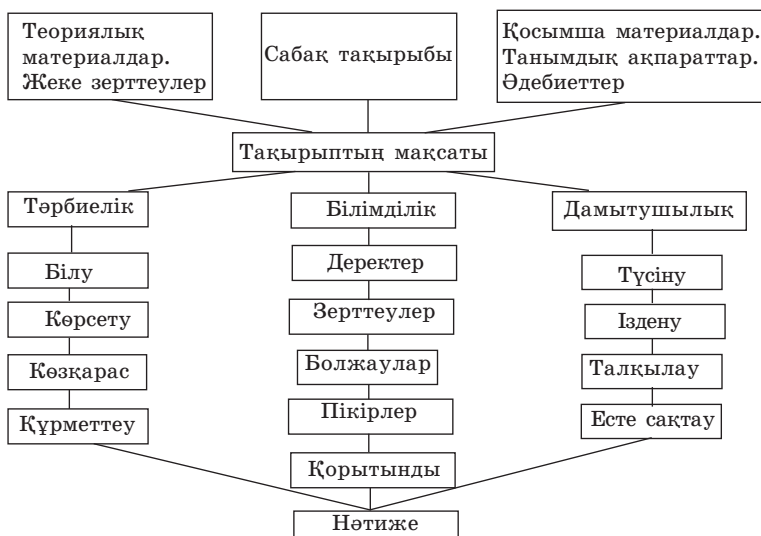 Теориялық
материалдар.
Жеке зерттеулер
Сабақ тақырыбы
Қосымша материалдар.
Танымдық ақпараттар.
Әдебиеттер
Тақырыптың мақсаты
Тәрбиелік
Білімділік
Дамытушылық
Білу
Деректер
Түсіну
Көрсету
Зерттеулер
Іздену
Көзқарас
Болжаулар
Талқылау
Құрметтеу
Пікірлер
Есте сақтау
Қорытынды
Нәтиже